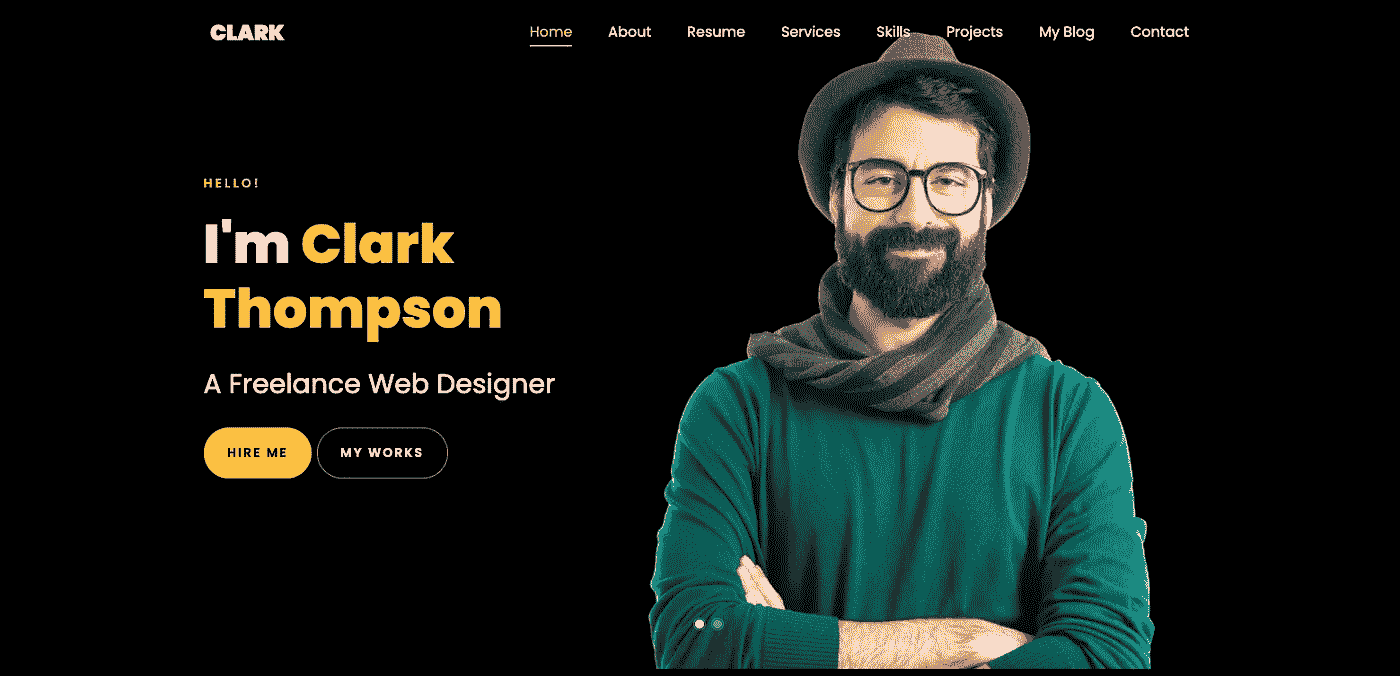 CLARK
Home About Resume Services Skills Projects My Blog Contact
HELLO!
I'm Clark
Thompson
A Freelance Web Designer
HIRE ME MY WORKS